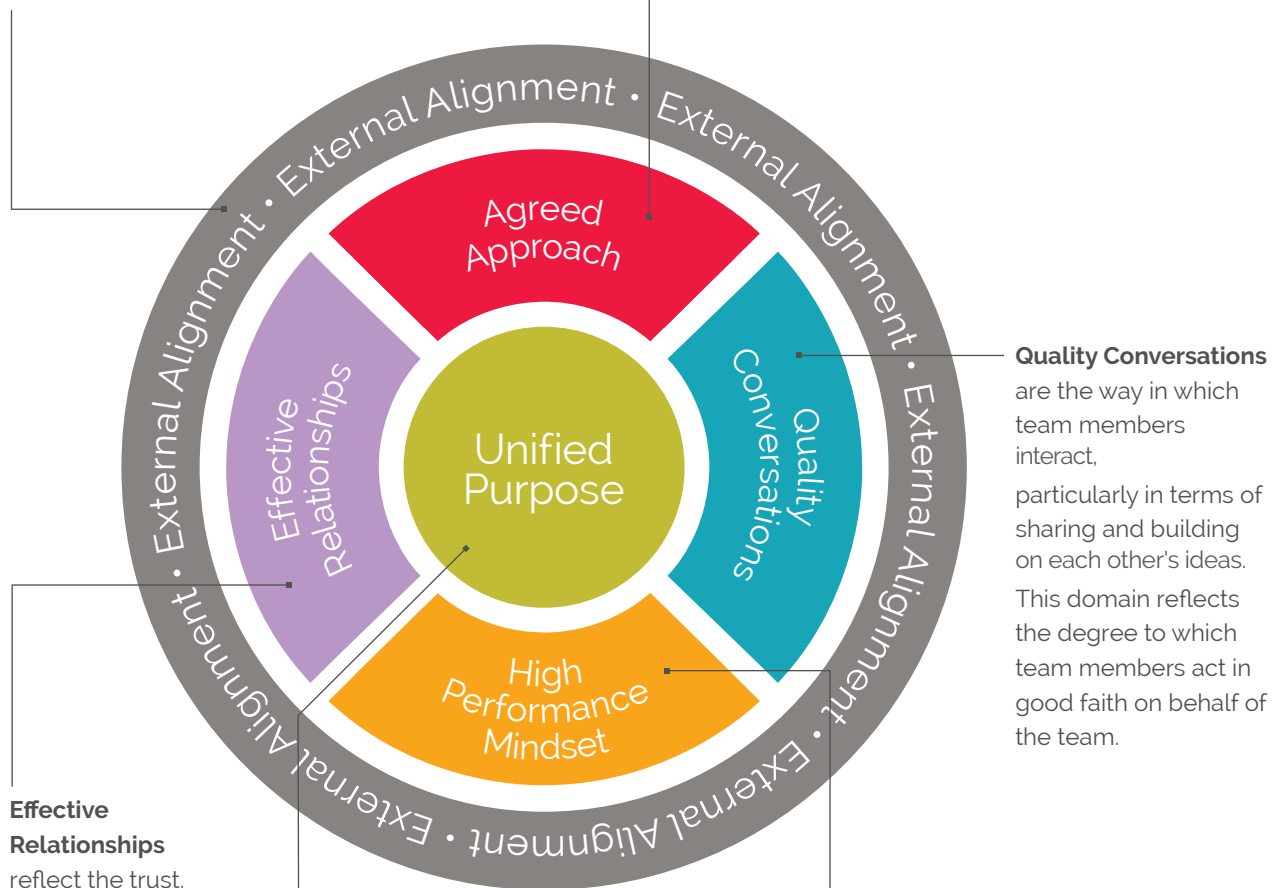 External Alignment • External Alignment • External Alignment • External Alignment • External Alignment • External Alignment •
Agreed
Approach
Quality
Conversations
High
Performance
Mindset
Effective
Relationships
Unified
Purpose
Quality Conversations
are the way in which
team members
interact,
particularly in terms of
sharing and building
on each other's ideas.
This domain reflects
the degree to which
team members act in
good faith on behalf of
the team.
Effective
Relationships
reflect the trust,